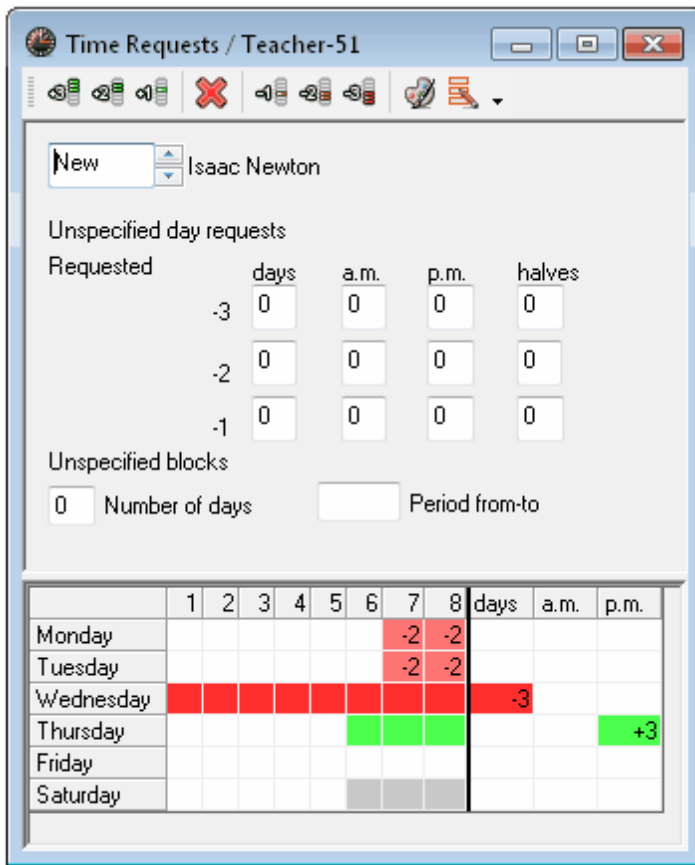 Time Requests / Teacher-51
New Isaac Newton
Unspecified day requests
Requested days a.m. p.m. halves
-3 0 0 0 0
-2 0 0 0 0
-1 0 0 0 0
Unspecified blocks
0 Number of days Period from-to
1 2 3 4 5 6 7 8 days a.m. p.m.
Monday -2 -2
Tuesday -2 -2
Wednesday -3
Thursday +3
Friday
Saturday